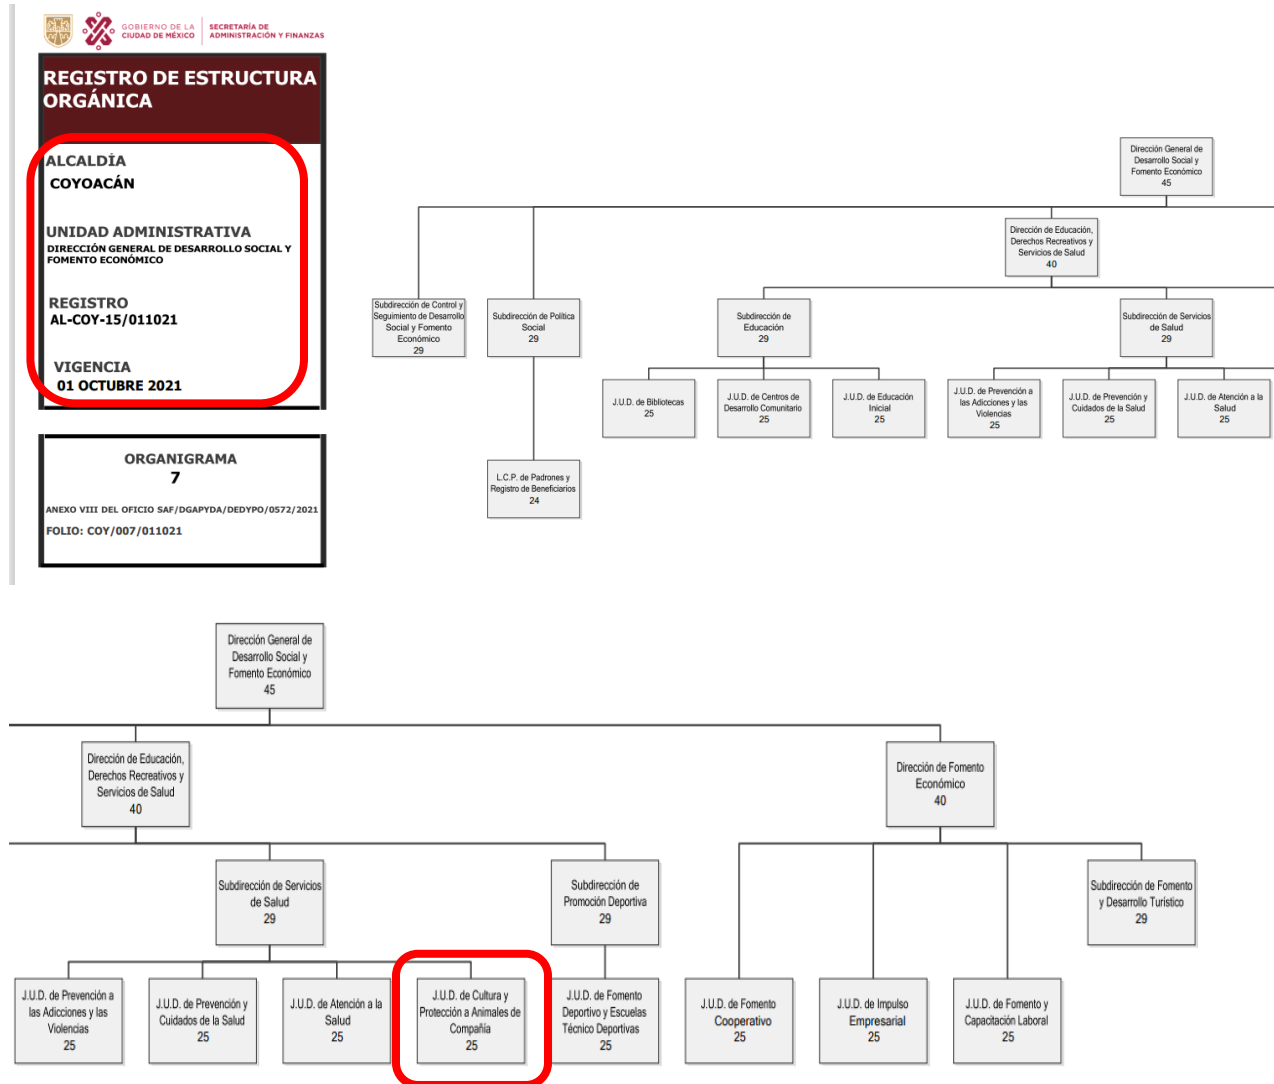 GOBIERNO DE LA
CIUDAD DE MÉXICO
SECRETARÍA DE
ADMINISTRACIÓN Y FINANZAS
REGISTRO DE ESTRUCTURA
ORGÁNICA
ALCALDÍA
COYOACÁN
UNIDAD ADMINISTRATIVA
DIRECCIÓN GENERAL DE DESARROLLO SOCIAL Y
FOMENTO ECONÓMICO
REGISTRO
AL-COY-15/011021
VIGENCIA
01 OCTUBRE 2021
ORGANIGRAMA
7
ANEXO VIII DEL OFICIO SAF/DGAPYDA/DEDYPO/0572/2021
FOLIO: COY/007/011021
Dirección General de
Desarrollo Social y
Fomento Económico
45
Dirección de Educación,
Derechos Recreativos y
Servicios de Salud
40
Subdirección de Control y
Seguimiento de Desarrollo
Social y Fomento
Económico
29
Subdirección de Política
Social
29
Subdirección de
Educación
29
Subdirección de Servicios
de Salud
29
J.U.D. de Bibliotecas
25
J.U.D. de Centros de
Desarrollo Comunitario
25
J.U.D. de Educación
Inicial
25
J.U.D. de Prevención a
las Adicciones y las
Violencias
25
J.U.D. de Prevención y
Cuidados de la Salud
25
J.U.D. de Atención a la
Salud
25
L.C.P. de Padrones y
Registro de Beneficiarios
24
Dirección General de
Desarrollo Social y
Fomento Económico
45
Dirección de Educación,
Derechos Recreativos y
Servicios de Salud
40
Dirección de Fomento
Económico
40
Subdirección de Servicios
de Salud
29
Subdirección de
Promoción Deportiva
29
Subdirección de Fomento
y Desarrollo Turístico
29
J.U.D. de Prevención a
las Adicciones y las
Violencias
25
J.U.D. de Prevención y
Cuidados de la Salud
25
J.U.D. de Atención a la
Salud
25
J.U.D. de Cultura y
Protección a Animales de
Compañía
25
J.U.D. de Fomento
Deportivo y Escuelas
Técnico Deportivas
25
J.U.D. de Fomento
Cooperativo
25
J.U.D. de Impulso
Empresarial
25
J.U.D. de Fomento y
Capacitación Laboral
25